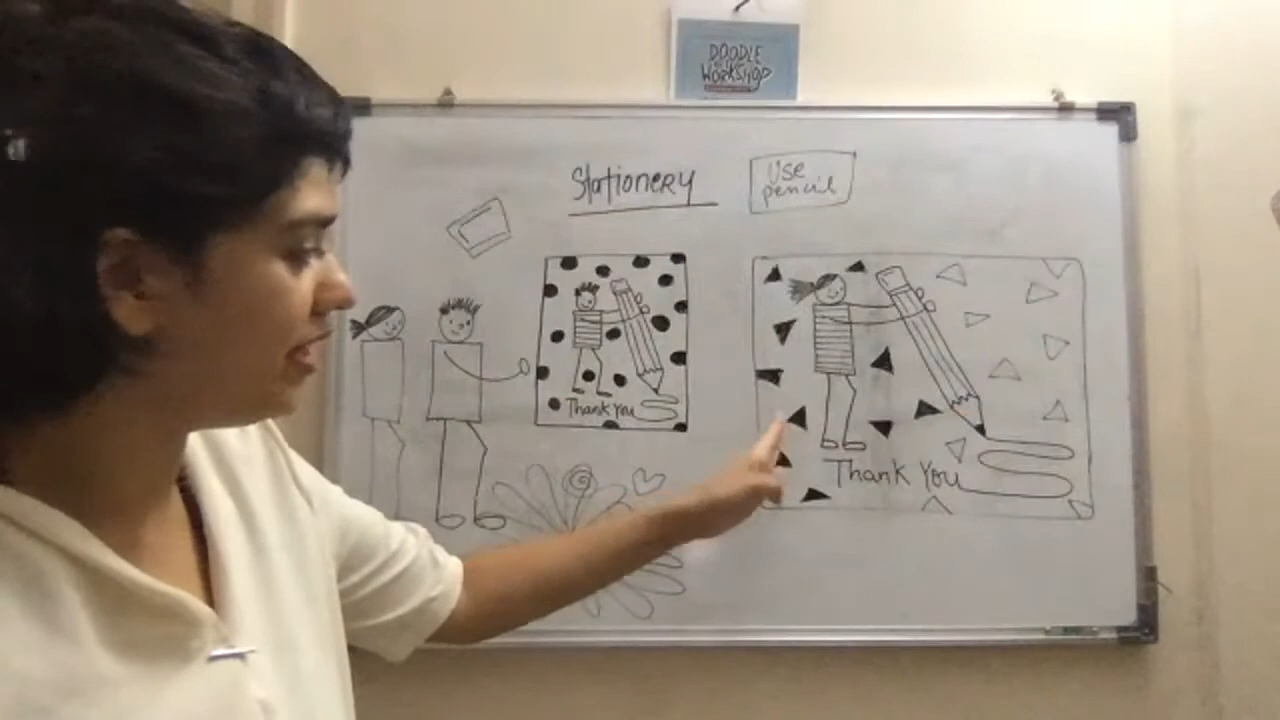 DOODLE
WORKSHOP
Stationery
Use
pencil
Thank You
Thank You